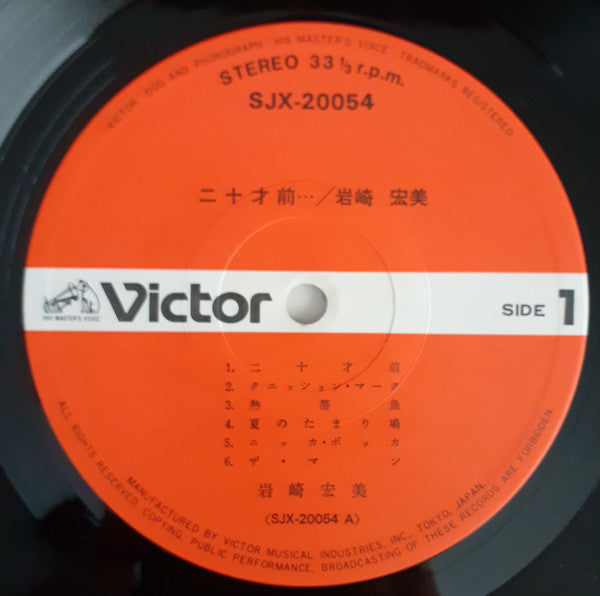 "VICTOR" DOG AND PHONOGRAPH "HIS MASTER'S VOICE" TRADMARKS REGISTERED
STEREO 33 1/3 r.p.m.
SJX-20054
二十才前…/岩崎 宏美
"HIS MASTER'S VOICE"
Victor
SIDE 1
1. 二十才前
2. クエッション・マーク
3. 熱帯魚
4. 夏のたまり場
5. ニッカ・ボッカ
6. ザ・マン
岩崎宏美
(SJX-20054 A)
ALL RIGHTS RESERVED. COPYING, PUBLIC PERFORMANCE, BROADCASTING OF THESE RECORDS ARE FORBIDDEN.
MANUFACTURED BY VICTOR MUSICAL INDUSTRIES, INC., TOKYO, JAPAN.